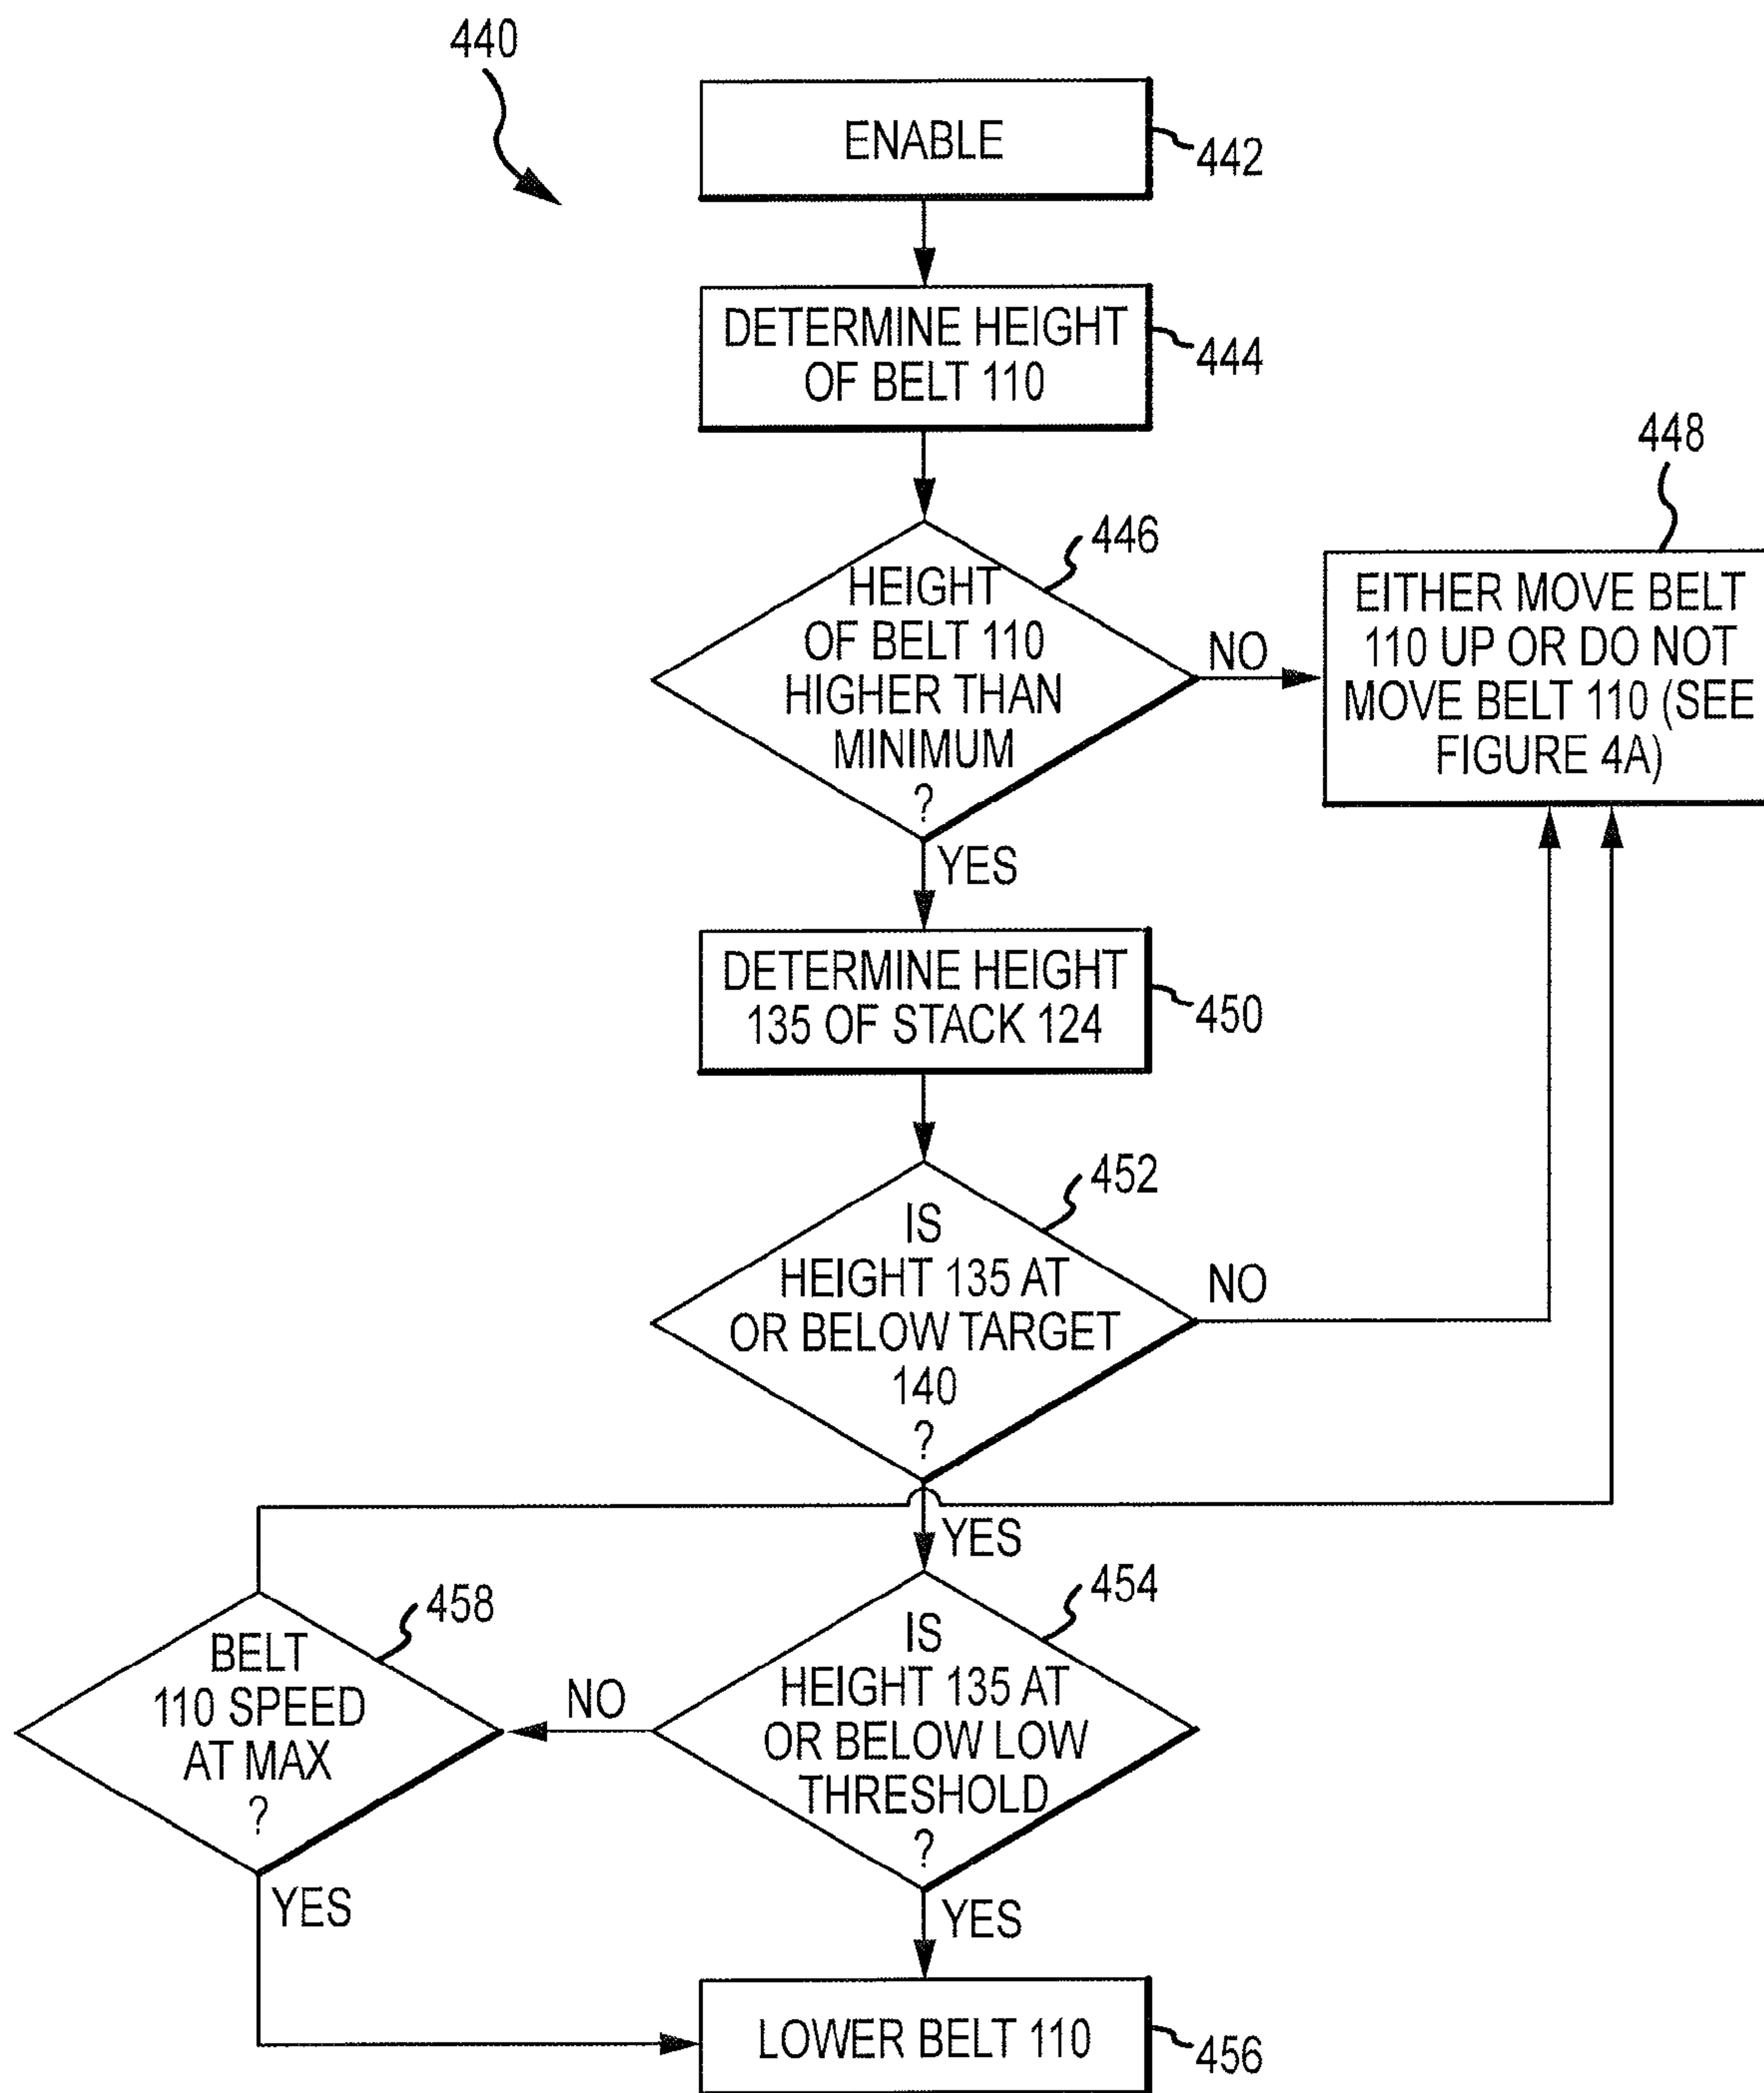 440
ENABLE
442
DETERMINE HEIGHT
OF BELT 110
444
446
HEIGHT
OF BELT 110
HIGHER THAN
MINIMUM
?
NO
YES
448
EITHER MOVE BELT
110 UP OR DO NOT
MOVE BELT 110 (SEE
FIGURE 4A)
DETERMINE HEIGHT
135 OF STACK 124
450
452
IS
HEIGHT 135 AT
OR BELOW TARGET
140
?
NO
YES
454
IS
HEIGHT 135 AT
OR BELOW LOW
THRESHOLD
?
NO
YES
458
BELT
110 SPEED
AT MAX
?
YES
LOWER BELT 110
456